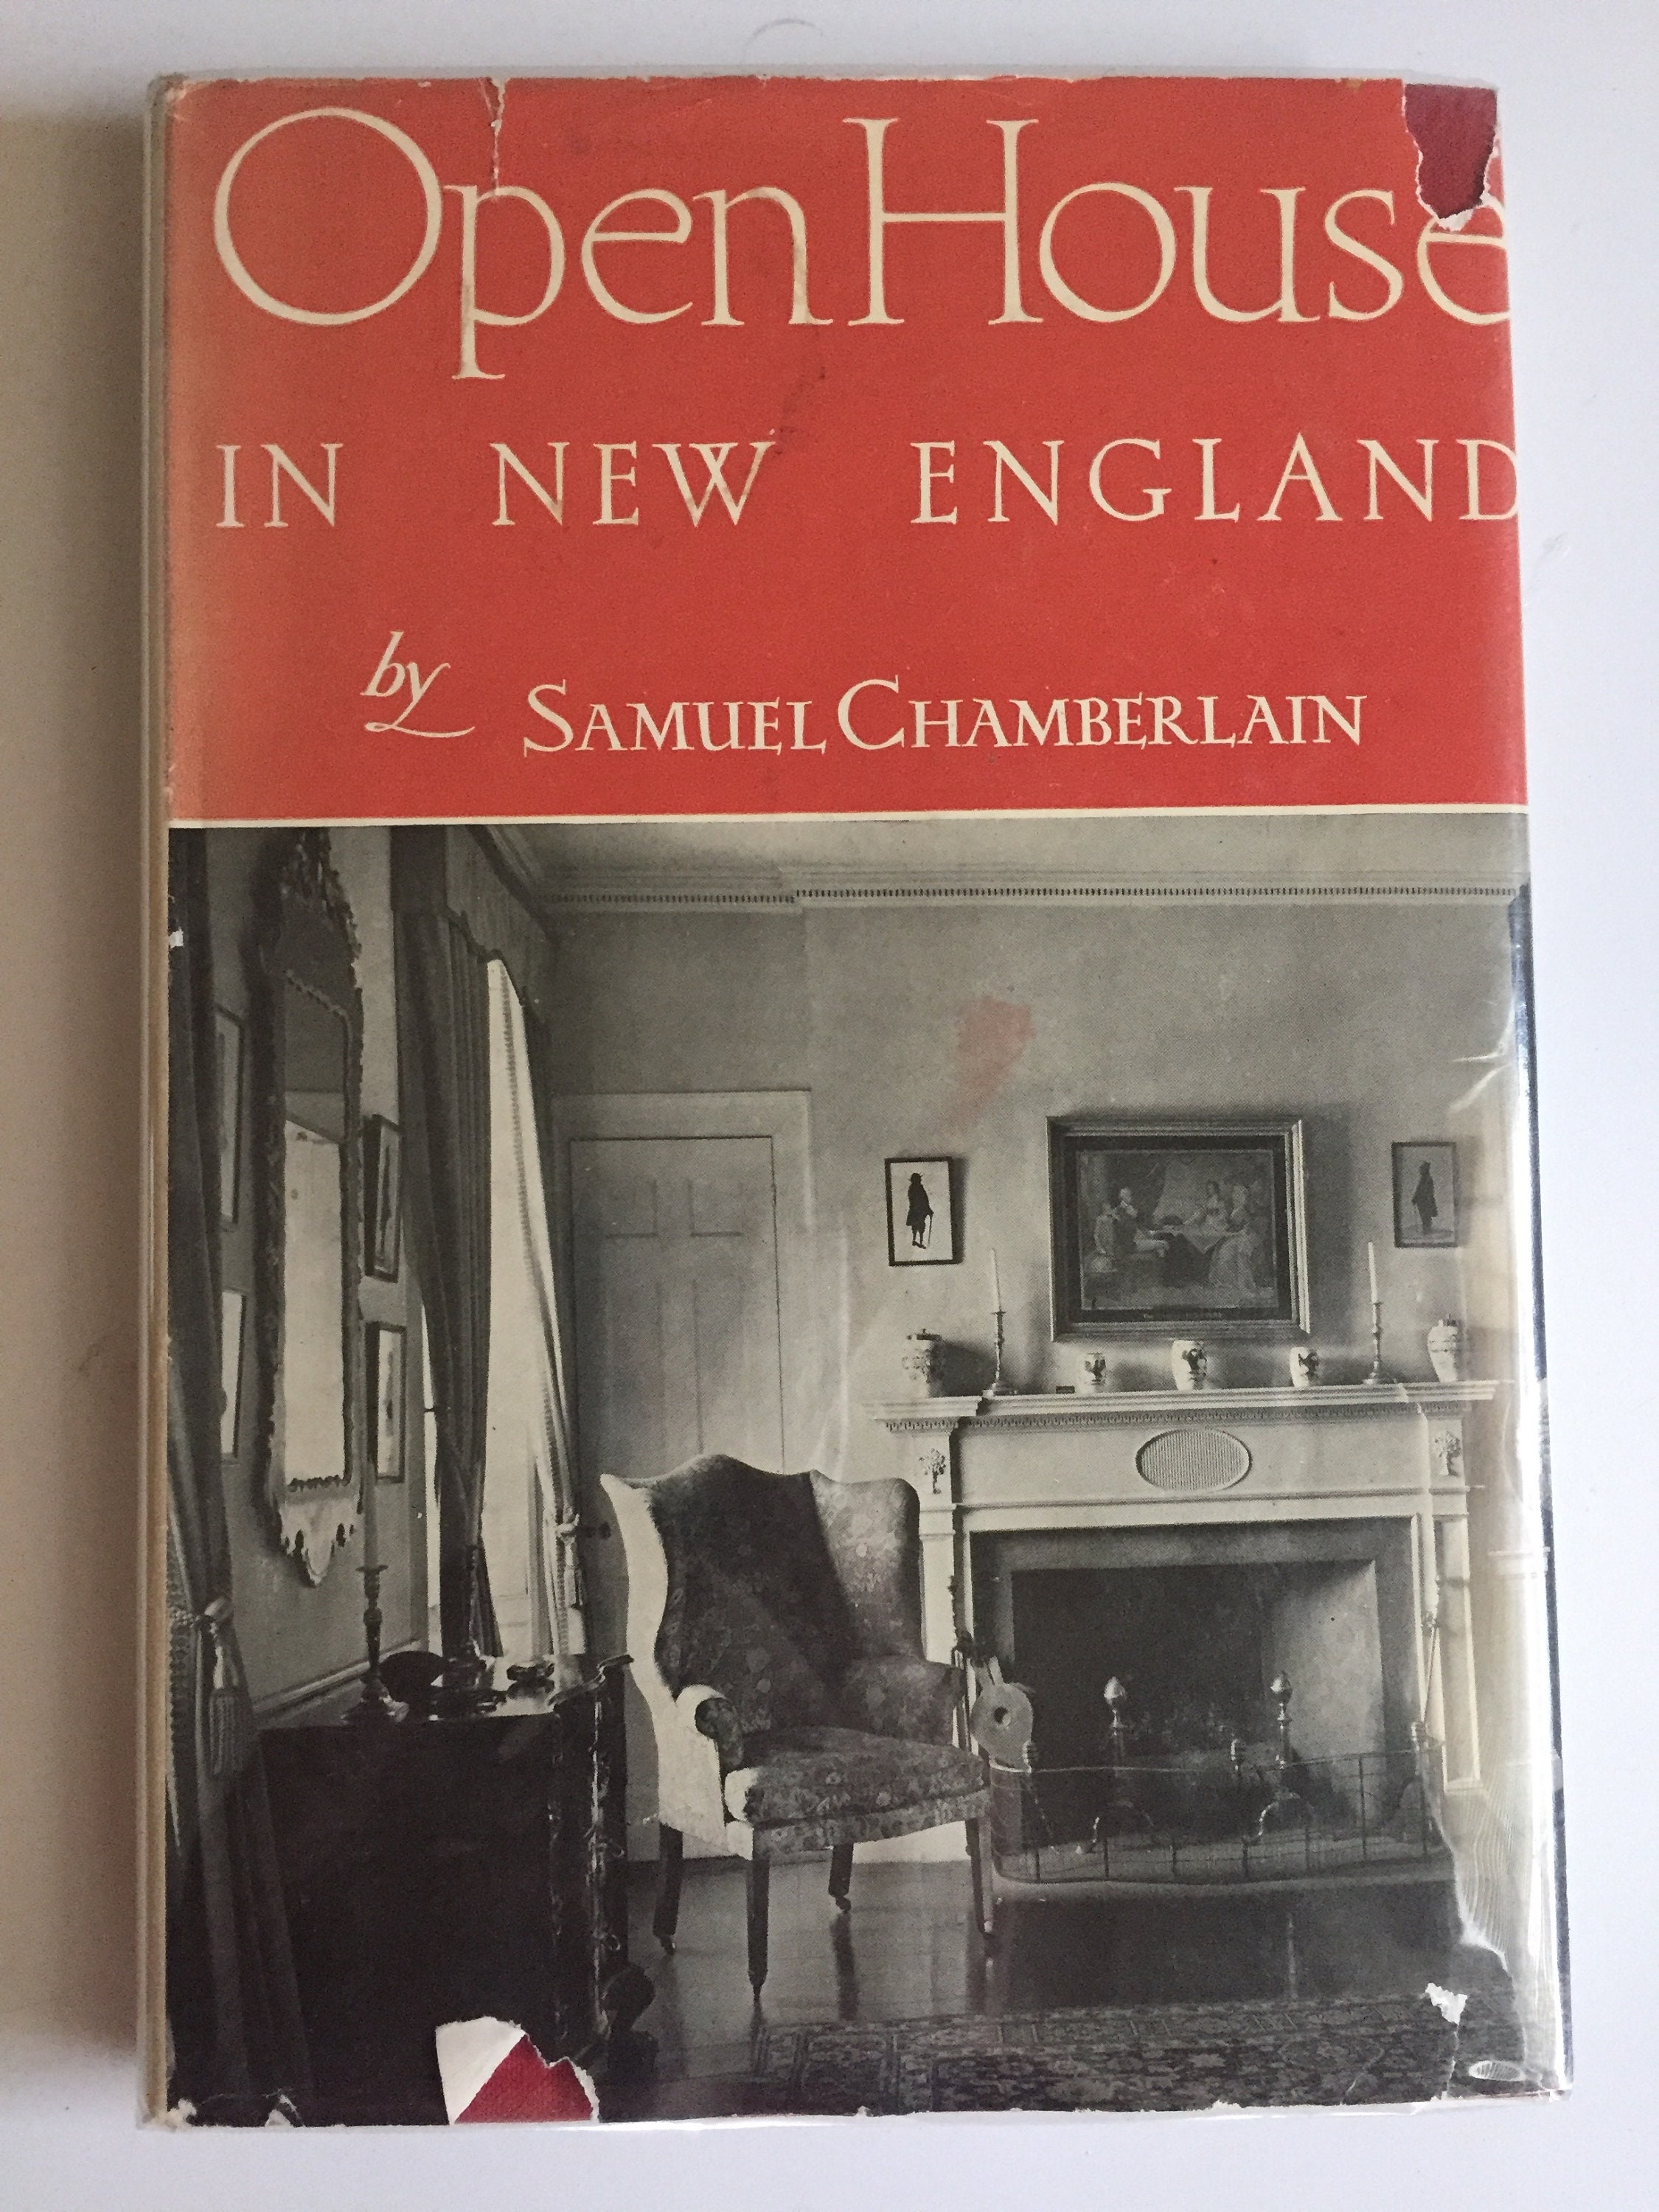 Open House
IN NEW ENGLAND
by SAMUEL CHAMBERLAIN